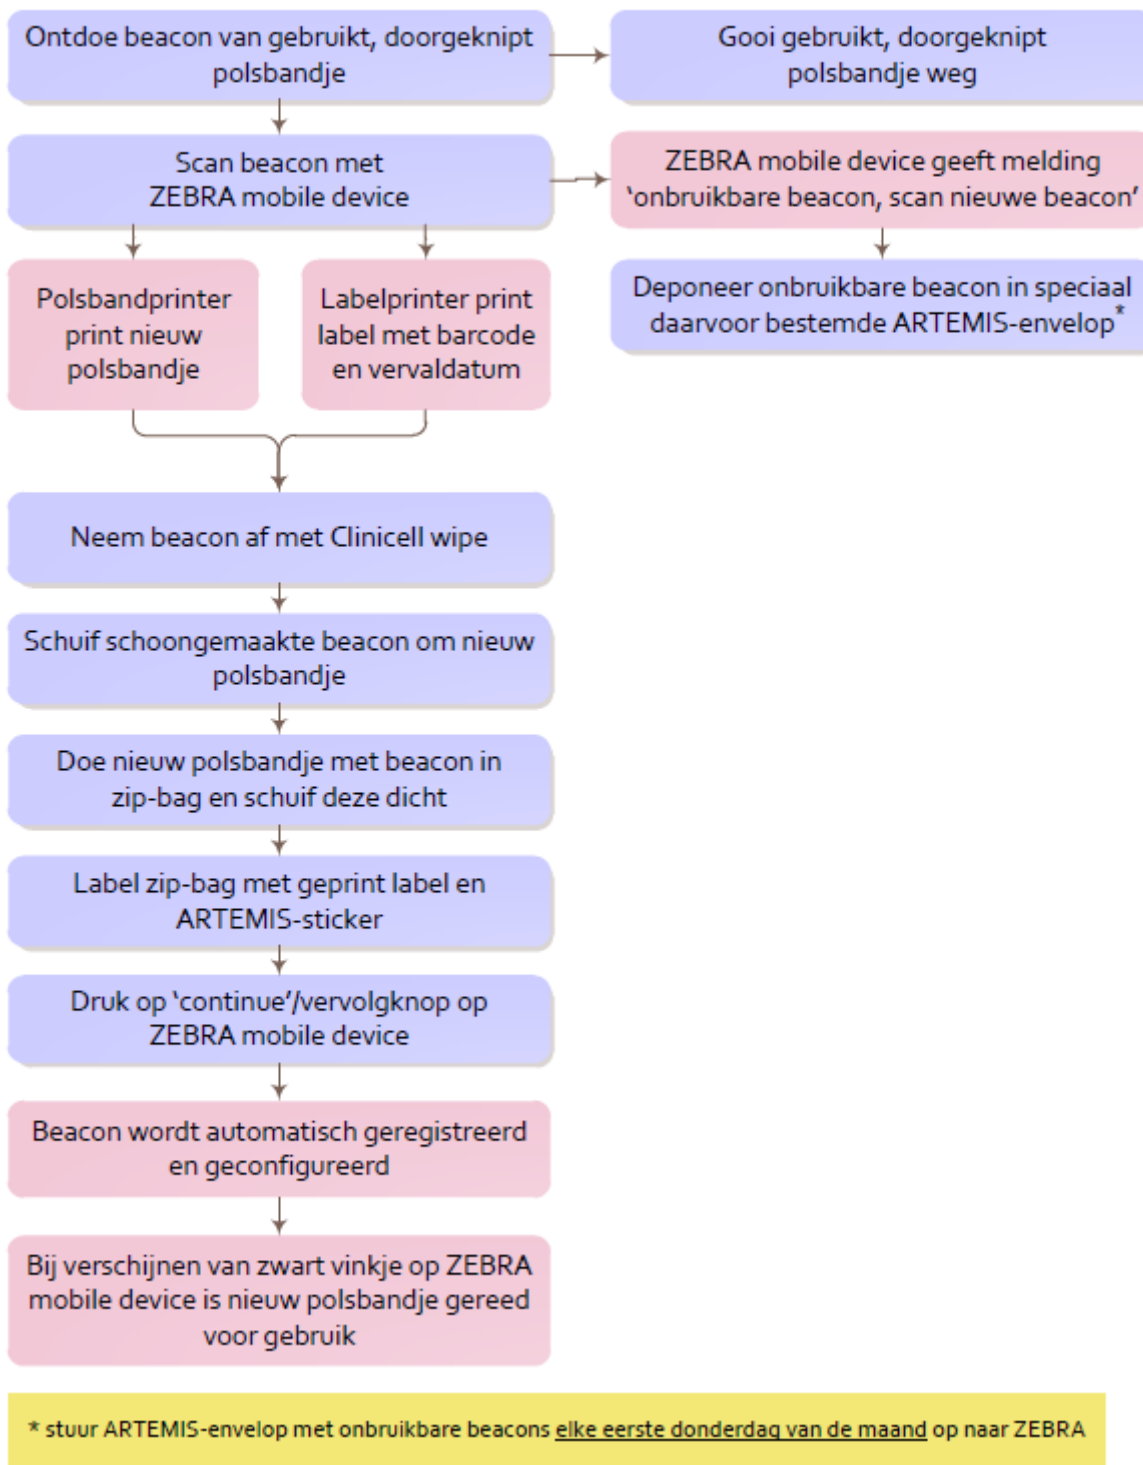 Ontdoe beacon van gebruikt, doorgeknipt
polsbandje
Gooi gebruikt, doorgeknipt
polsbandje weg
Scan beacon met
ZEBRA mobile device
ZEBRA mobile device geeft melding
‘onbruikbare beacon, scan nieuwe beacon’
Polsbandprinter
print nieuw
polsbandje
Labelprinter print
label met barcode
en vervaldatum
Deponeer onbruikbare beacon in speciaal
daarvoor bestemde ARTEMIS-envelop*
Neem beacon af met Clinicell wipe
Schuif schoongemaakte beacon om nieuw
polsbandje
Doe nieuw polsbandje met beacon in
zip-bag en schuif deze dicht
Label zip-bag met geprint label en
ARTEMIS-sticker
Druk op ‘continue’/vervolgknop op
ZEBRA mobile device
Beacon wordt automatisch geregistreerd
en geconfigureerd
Bij verschijnen van zwart vinkje op ZEBRA
mobile device is nieuw polsbandje gereed
voor gebruik
* stuur ARTEMIS-envelop met onbruikbare beacons elke eerste donderdag van de maand op naar ZEBRA